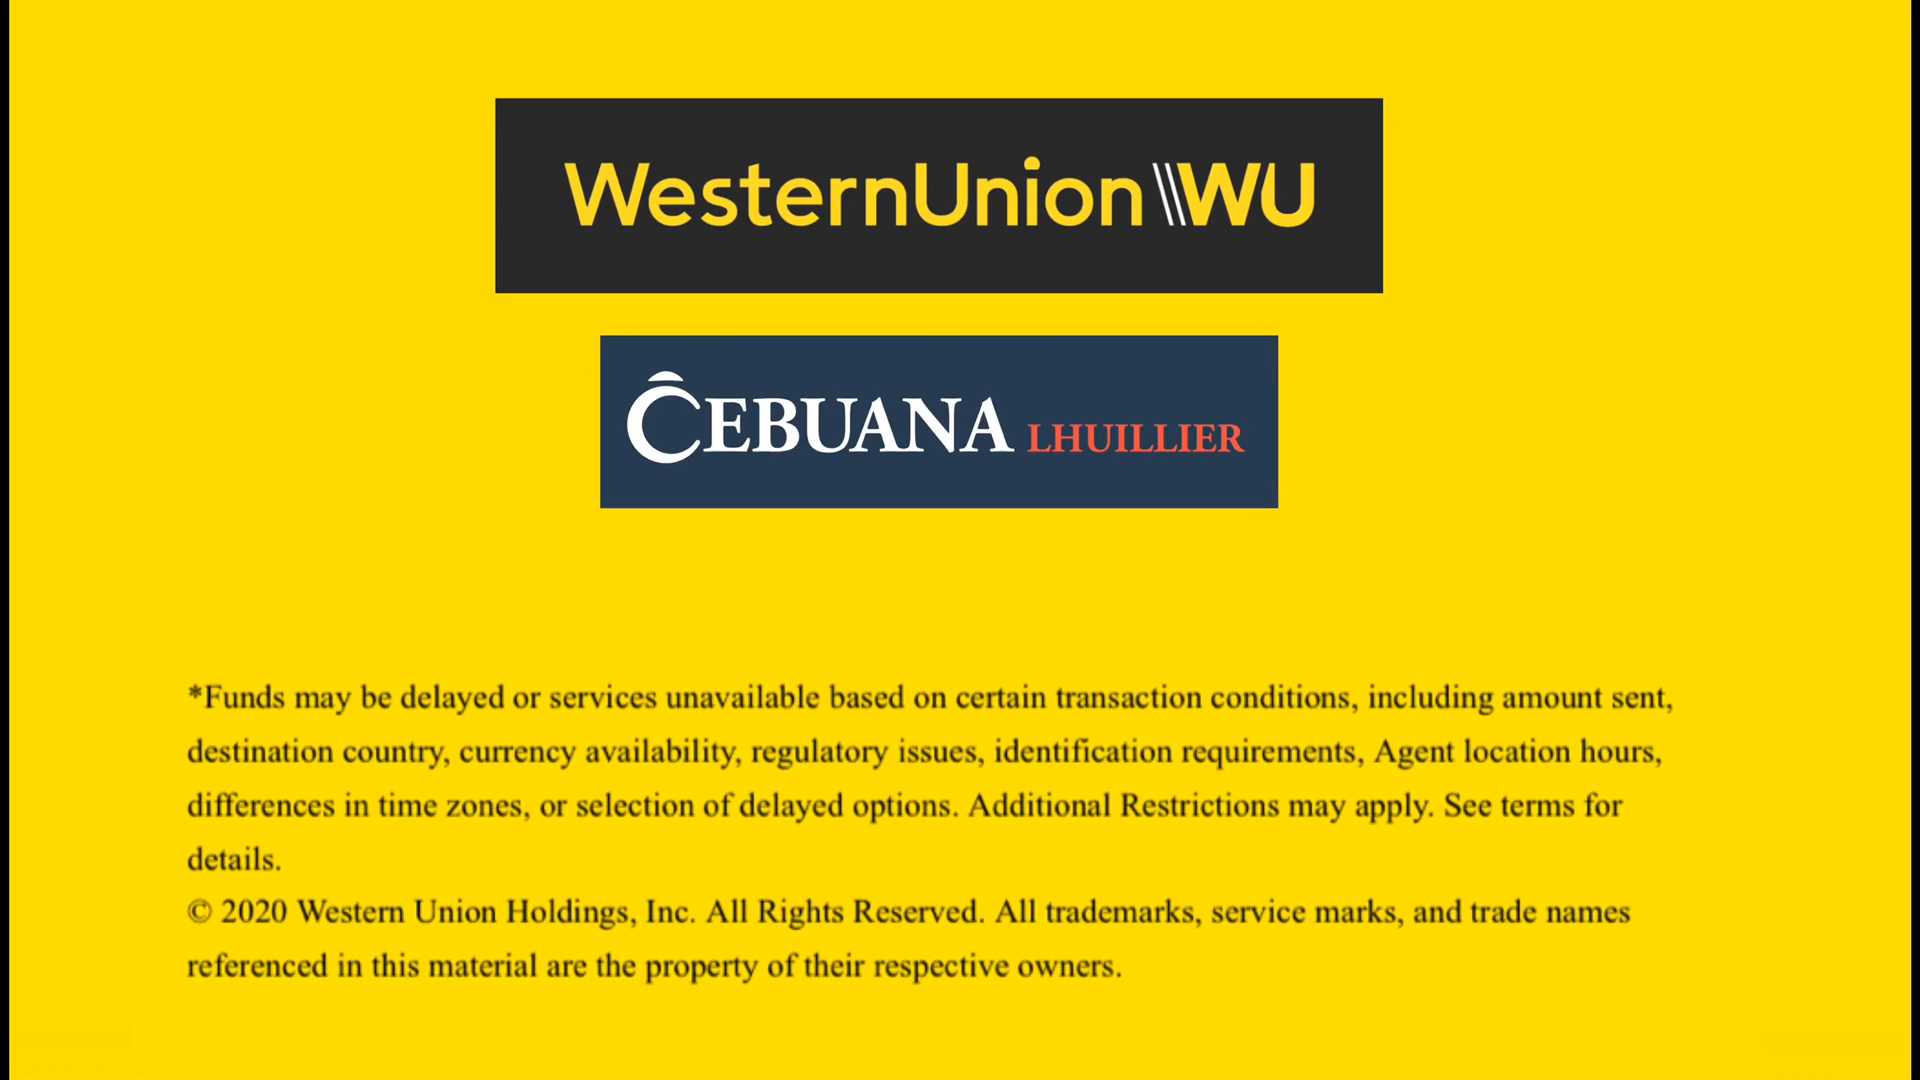 WesternUnion WU
CEBUANA LHUILLIER
*Funds may be delayed or services unavailable based on certain transaction conditions, including amount sent,
destination country, currency availability, regulatory issues, identification requirements, Agent location hours,
differences in time zones, or selection of delayed options. Additional Restrictions may apply. See terms for
details.
© 2020 Western Union Holdings, Inc. All Rights Reserved. All trademarks, service marks, and trade names
referenced in this material are the property of their respective owners.